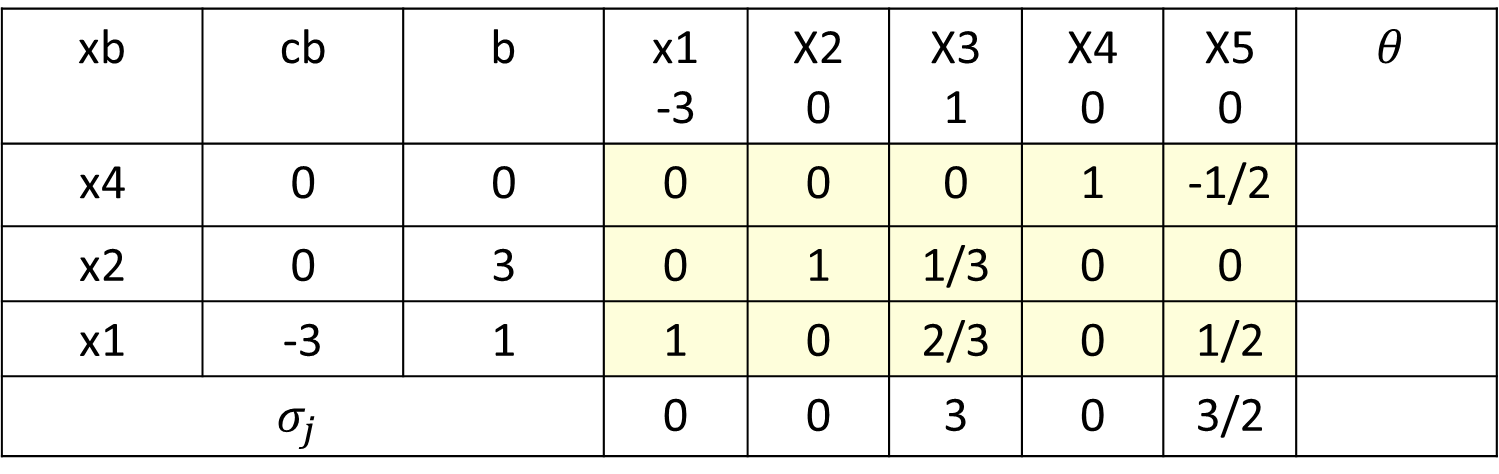 xb cb b x1 X2 X3 X4 X5 θ
-3 0 1 0 0
x4 0 0 0 0 0 1 -1/2
x2 0 3 0 1 1/3 0 0
x1 -3 1 1 0 2/3 0 1/2
σj 0 0 3 0 3/2